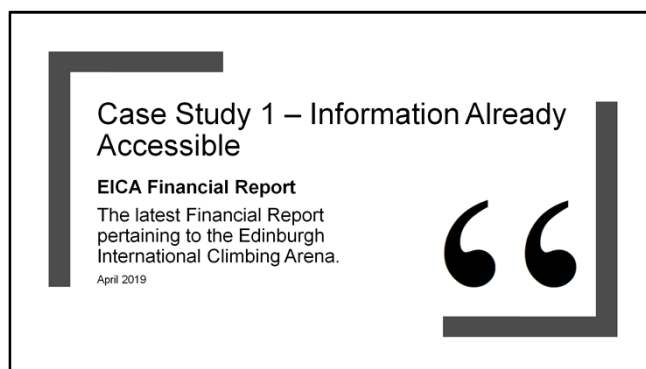 Case Study 1 – Information Already
Accessible
EICA Financial Report
The latest Financial Report
pertaining to the Edinburgh
International Climbing Arena.
April 2019
“